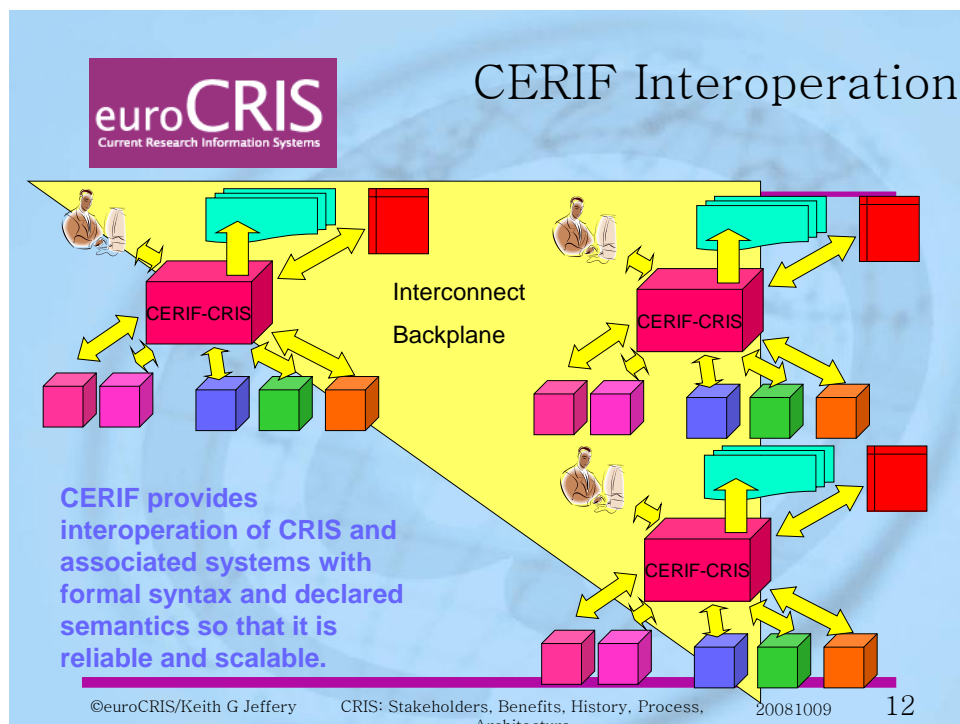 CERIF Interoperation
euroCRIS
Current Research Information Systems
CERIF-CRIS
Interconnect
Backplane
CERIF-CRIS
CERIF provides
interoperation of CRIS and
associated systems with
formal syntax and declared
semantics so that it is
reliable and scalable.
CERIF-CRIS
©euroCRIS/Keith G Jeffery
CRIS: Stakeholders, Benefits, History, Process,
Architecture
20081009
12